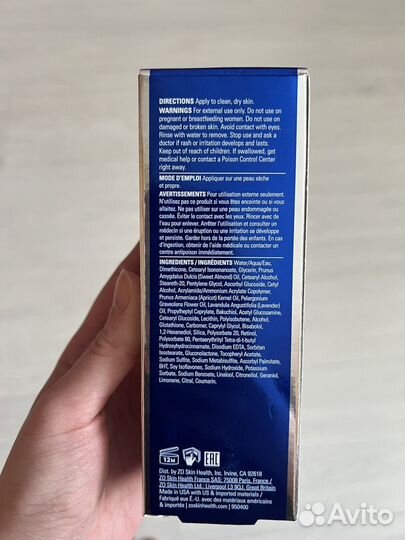 DIRECTIONS Apply to clean, dry skin.
WARNINGS For external use only. Do not use on
pregnant or breastfeeding women. Do not use
on damaged or broken skin. Avoid contact with eyes.
Rinse with water to remove. Stop use and ask a
doctor if rash or irritation develops and lasts.
Keep out of reach of children. If swallowed, get
medical help or contact a Poison Control Center
right away.
MODE D'EMPLOI Appliquer sur une peau sèche
et propre.
AVERTISSEMENTS Pour utilisation externe seulement.
N'utilisez pas ce produit si vous êtes enceinte ou si vous
allaitez. Ne pas utiliser sur une peau endommagée ou
cassée. Éviter le contact avec les yeux. Rincer avec de
l'eau pour enlever. Arrêter l'utilisation et consulter un
médecin si une éruption ou une irritation se développe
et persiste. Garder hors de la portée des enfants. En cas
d'ingestion, obtenir de l'aide médicale ou contacter un
centre antipoison tout de suite.
INGREDIENTS / INGRÉDIENTS Water/Aqua/Eau,
Dimethicone, Cetearyl Isononanoate, Glycerin, Prunus
Amygdalus Dulcis (Sweet Almond) Oil, Cetearyl Alcohol,
Steareth-20, Pentylene Glycol, Ascorbyl Glucoside, Cetyl
Alcohol, Acrylamide/Ammonium Acrylate Copolymer,
Prunus Armeniaca (Apricot) Kernel Oil, Pelargonium
Graveolens Flower Oil, Lavandula Angustifolia (Lavender)
Oil, Propylheptyl Caprylate, Bakuchiol, Acetyl Glucosamine,
Cetearyl Glucoside, Lecithin, Polyisobutene, Alcohol,
Glutathione, Carbomer, Caprylyl Glycol, Bisabolol,
1,2-Hexanediol, Silica, Polysorbate 20, Retinol,
Polysorbate 80, Pentaerythrityl Tetra-di-t-butyl
Hydroxyhydrocinnamate, Disodium EDTA, Sorbitan
Isostearate, Gluconolactone, Tocopheryl Acetate,
Sodium Sulfite, Sodium Metabisulfite, Ascorbyl Palmitate,
BHT, Soy Isoflavones, Sodium Hydroxide, Potassium
Sorbate, Sodium Benzoate, Linalool, Citronellol, Geraniol,
Limonene, Citral, Coumarin.
12M
EAC
Dist. by ZO Skin Health, Inc. Irvine, CA 92618
ZO Skin Health France SAS; 75008 Paris, France
ZO Skin Health Ltd.; Liverpool L3 9QJ, Great Britain
Made in USA with US & imported materials /
Fabriqué aux É.-U. avec des matériaux américains
& importés | zoskinhealth.com | 950400
Avito